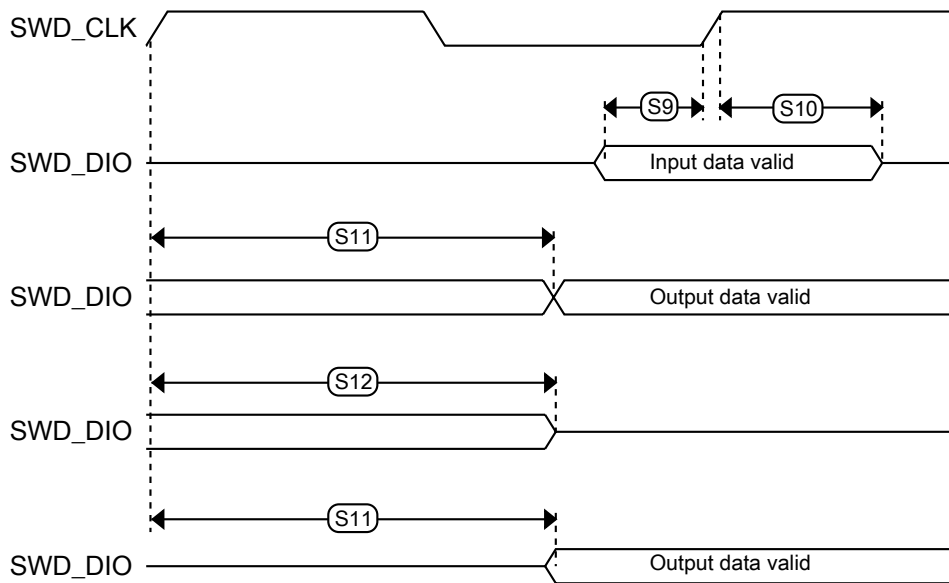 SWD_CLK
S9
S10
SWD_DIO
Input data valid
S11
SWD_DIO
Output data valid
S12
SWD_DIO
S11
SWD_DIO
Output data valid